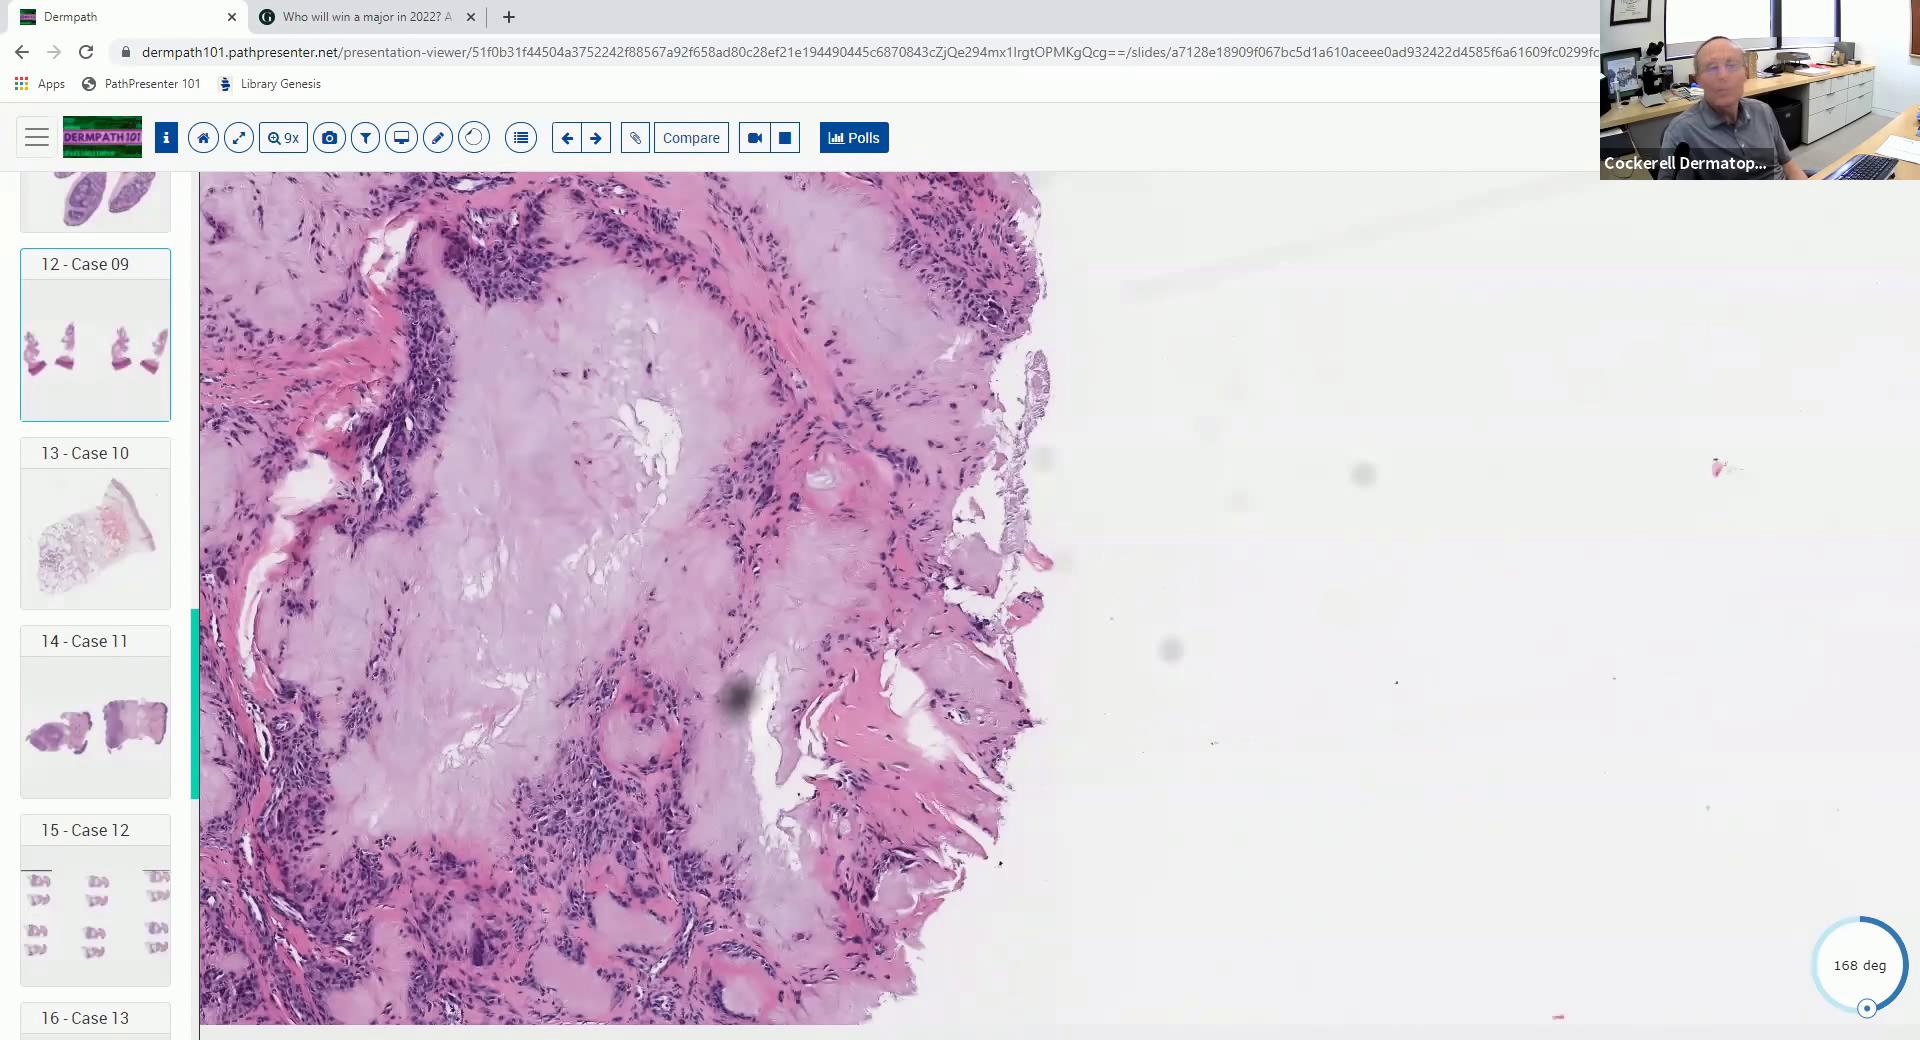 Dermpath
Who will win a major in 2022? A
dermpath101.pathpresenter.net/presentation-viewer/51f0b31f44504a3752242f88567a92f658ad80c28ef21e194490445c6870843cZjQe294mx1lrgtOPMKgQcg==/slides/a7128e18909f067bc5d1a610aceee0ad932422d4585f6a61609fc0299fc
Apps
PathPresenter 101
Library Genesis
DERMPATH 101
9x
Compare
Polls
Cockerell Dermatop...
12 - Case 09
13 - Case 10
14 - Case 11
15 - Case 12
16 - Case 13
168 deg